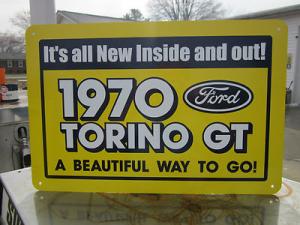 It's all New Inside and out!
1970 Ford
TORINO GT
A BEAUTIFUL WAY TO GO!